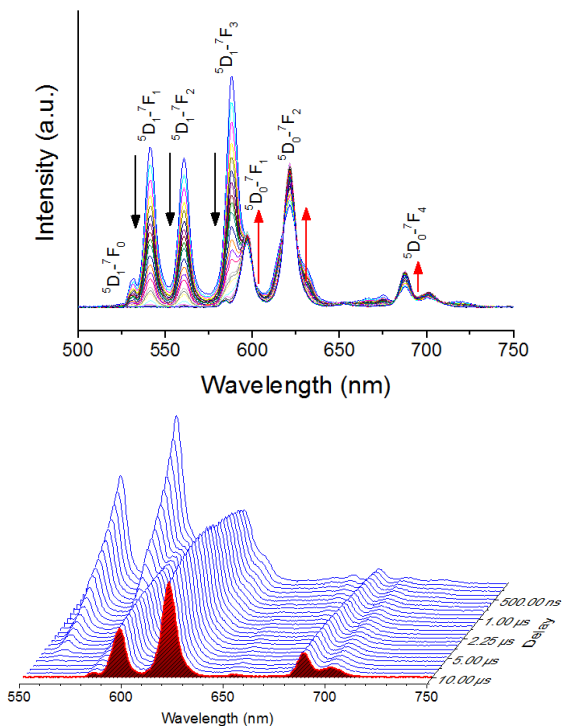 Intensity (a.u.)
⁵D₁-⁷F₀
⁵D₁-⁷F₁
⁵D₁-⁷F₂
⁵D₁-⁷F₃
⁵D₀-⁷F₁
⁵D₀-⁷F₂
⁵D₀-⁷F₄
500 550 600 650 700 750
Wavelength (nm)
500.00 ns
1.00 µs
2.25 µs
5.00 µs
10.00 µs
Delay
550 600 650 700 750
Wavelength (nm)